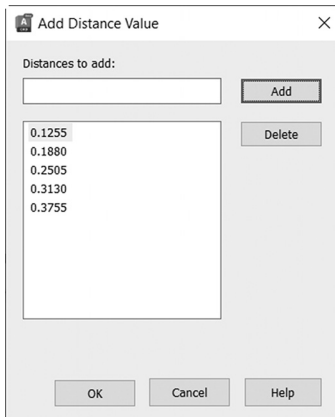 Add Distance Value
Distances to add:
Add
0.1255
0.1880
0.2505
0.3130
0.3755
Delete
OK
Cancel
Help